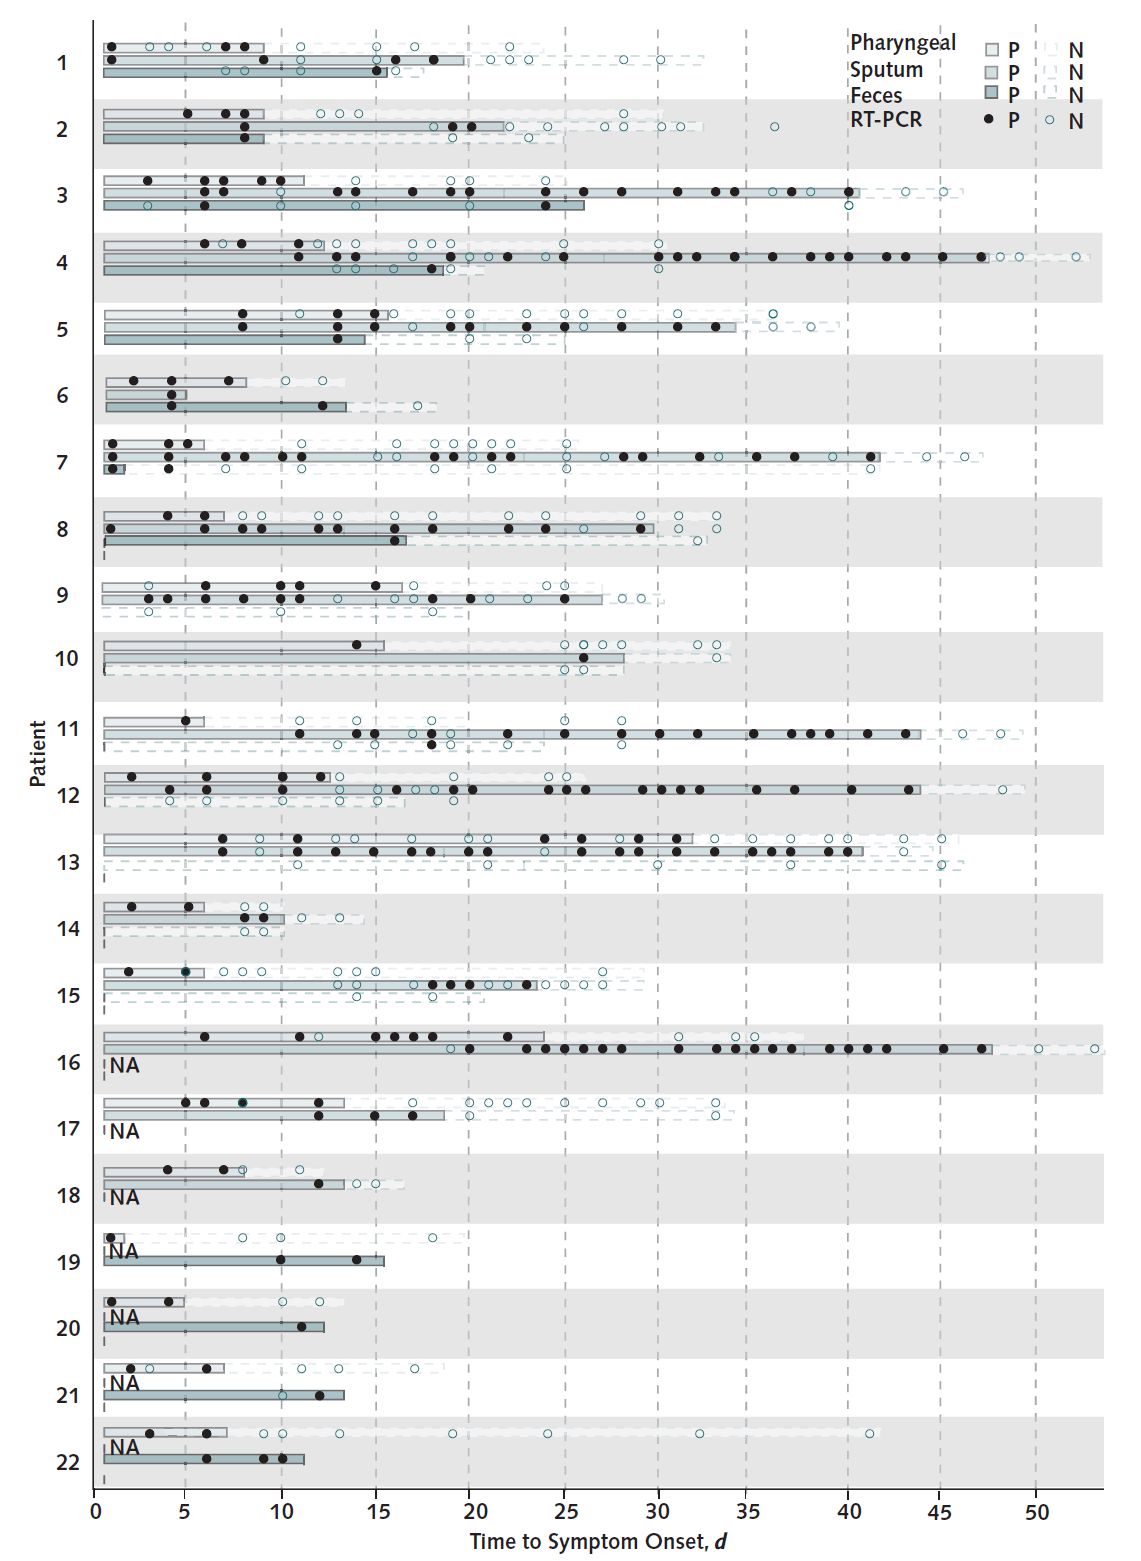 Pharyngeal P N
Sputum P N
Feces P N
RT-PCR P N
Patient
1
2
3
4
5
6
7
8
9
10
11
12
13
14
15
16 NA
17 NA
18 NA
19 NA
20 NA
21 NA
22 NA
0 5 10 15 20 25 30 35 40 45 50
Time to Symptom Onset, d